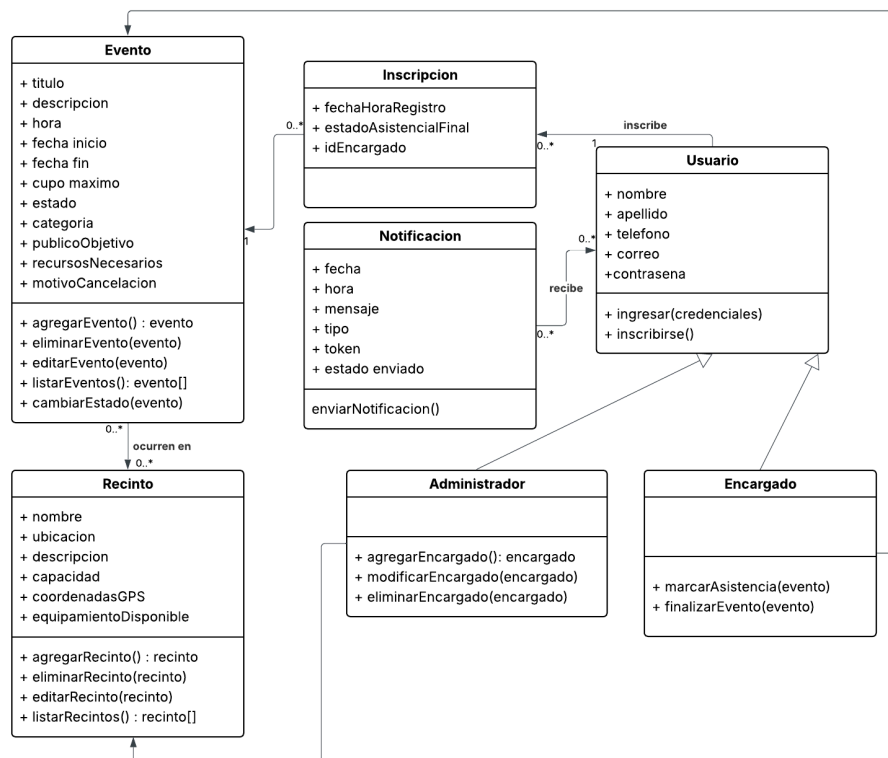 Evento
+ titulo
+ descripcion
+ hora
+ fecha inicio
+ fecha fin
+ cupo maximo
+ estado
+ categoria
+ publicoObjetivo
+ recursosNecesarios
+ motivoCancelacion
+ agregarEvento() : evento
+ eliminarEvento(evento)
+ editarEvento(evento)
+ listarEventos(): evento[]
+ cambiarEstado(evento)
0..*
1
Inscripcion
+ fechaHoraRegistro
+ estadoAsistencialFinal
+ idEncargado
inscribe
0..*
1
Usuario
+ nombre
+ apellido
+ telefono
+ correo
+contrasena
+ ingresar(credenciales)
+ inscribirse()
Notificacion
+ fecha
+ hora
+ mensaje
+ tipo
+ token
+ estado enviado
enviarNotificacion()
0..*
recibe
0..*
0..*
ocurren en
0..*
Recinto
+ nombre
+ ubicacion
+ descripcion
+ capacidad
+ coordenadasGPS
+ equipamientoDisponible
+ agregarRecinto() : recinto
+ eliminarRecinto(recinto)
+ editarRecinto(recinto)
+ listarRecintos() : recinto[]
Administrador
+ agregarEncargado(): encargado
+ modificarEncargado(encargado)
+ eliminarEncargado(encargado)
Encargado
+ marcarAsistencia(evento)
+ finalizarEvento(evento)